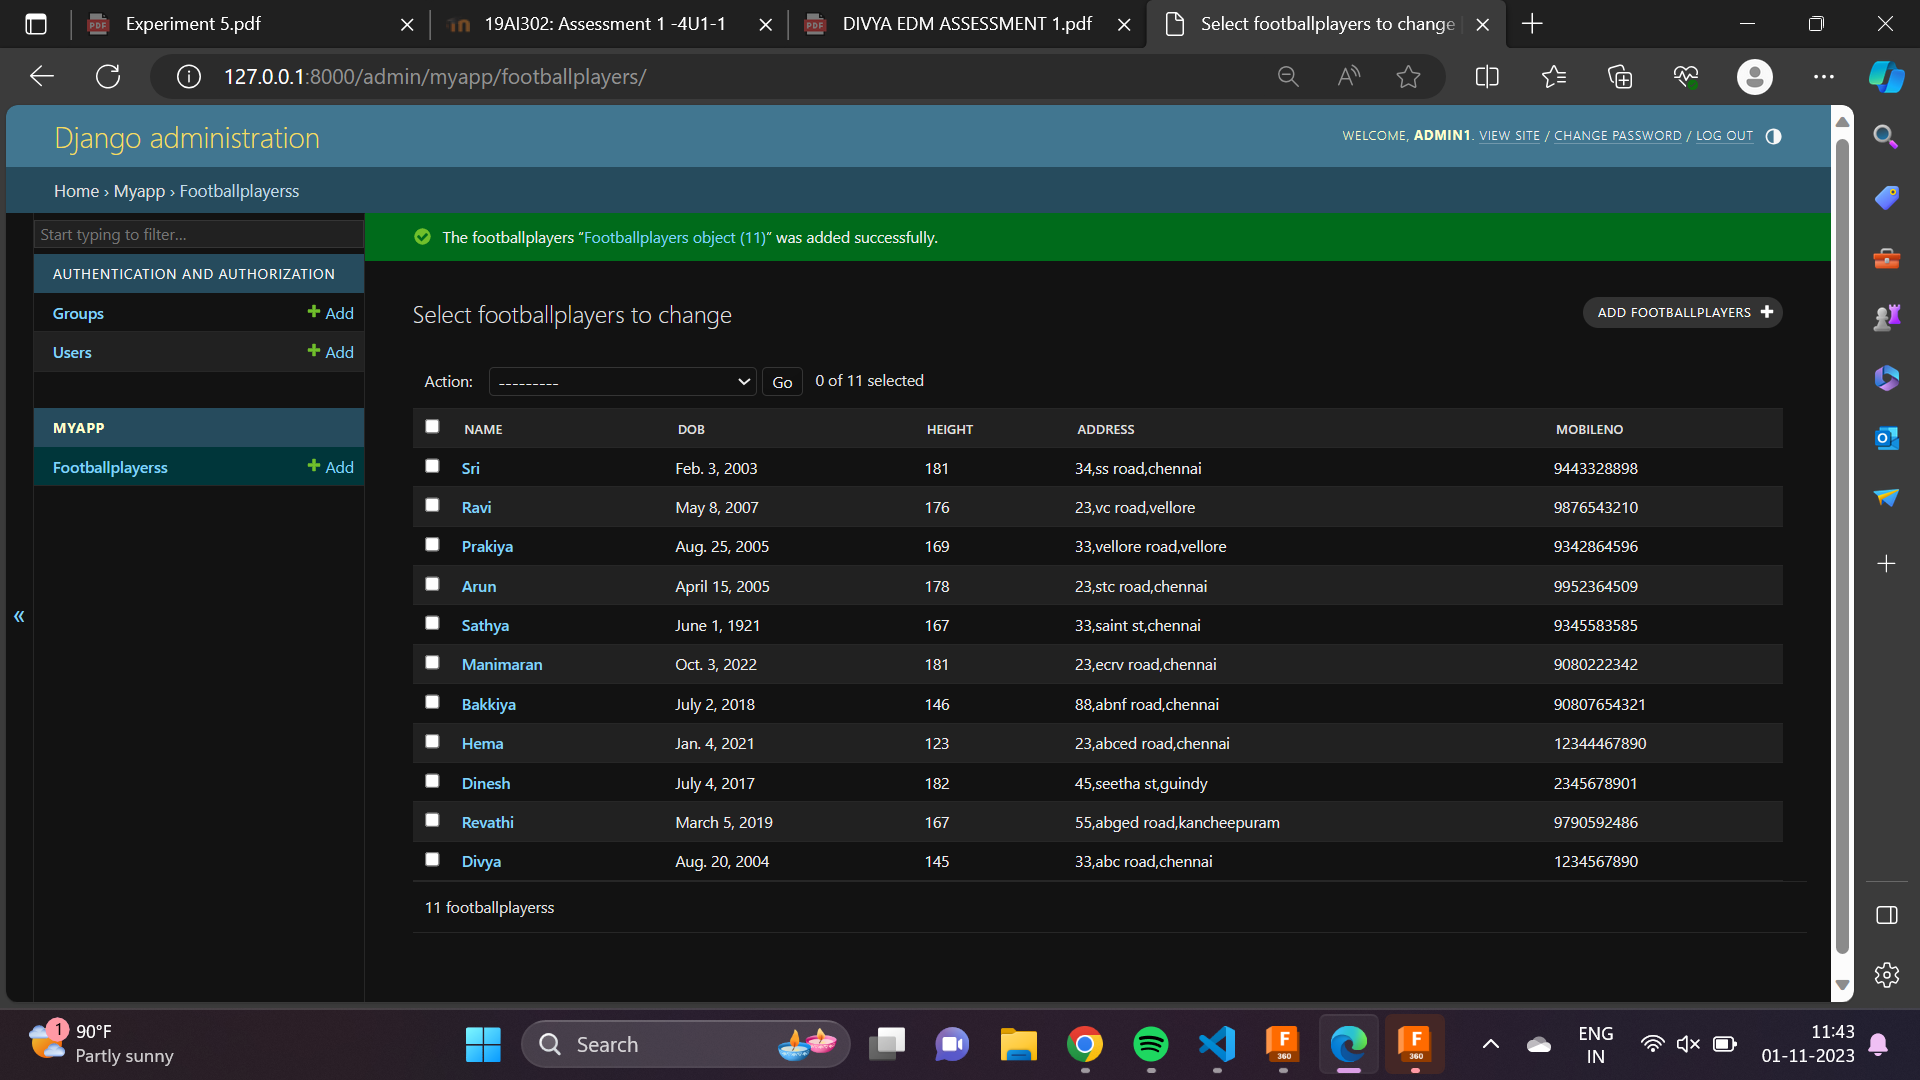 Experiment 5.pdf
19AI302: Assessment 1 -4U1-1
DIVYA EDM ASSESSMENT 1.pdf
Select footballplayers to change
127.0.0.1:8000/admin/myapp/footballplayers/
Django administration
WELCOME, ADMIN1. VIEW SITE / CHANGE PASSWORD / LOG OUT
Home › Myapp › Footballplayerss
Start typing to filter...
The footballplayers “Footballplayers object (11)” was added successfully.
AUTHENTICATION AND AUTHORIZATION
Groups Add
Users Add
MYAPP
Footballplayerss Add
«
Select footballplayers to change
ADD FOOTBALLPLAYERS
Action: --------- Go 0 of 11 selected
NAME DOB HEIGHT ADDRESS MOBILENO
Sri Feb. 3, 2003 181 34,ss road,chennai 9443328898
Ravi May 8, 2007 176 23,vc road,vellore 9876543210
Prakiya Aug. 25, 2005 169 33,vellore road,vellore 9342864596
Arun April 15, 2005 178 23,stc road,chennai 9952364509
Sathya June 1, 1921 167 33,saint st,chennai 9345583585
Manimaran Oct. 3, 2022 181 23,ecrv road,chennai 9080222342
Bakkiya July 2, 2018 146 88,abnf road,chennai 90807654321
Hema Jan. 4, 2021 123 23,abced road,chennai 12344467890
Dinesh July 4, 2017 182 45,seetha st,guindy 2345678901
Revathi March 5, 2019 167 55,abged road,kancheepuram 9790592486
Divya Aug. 20, 2004 145 33,abc road,chennai 1234567890
11 footballplayerss
1
90°F
Partly sunny
Search
ENG
IN
11:43
01-11-2023